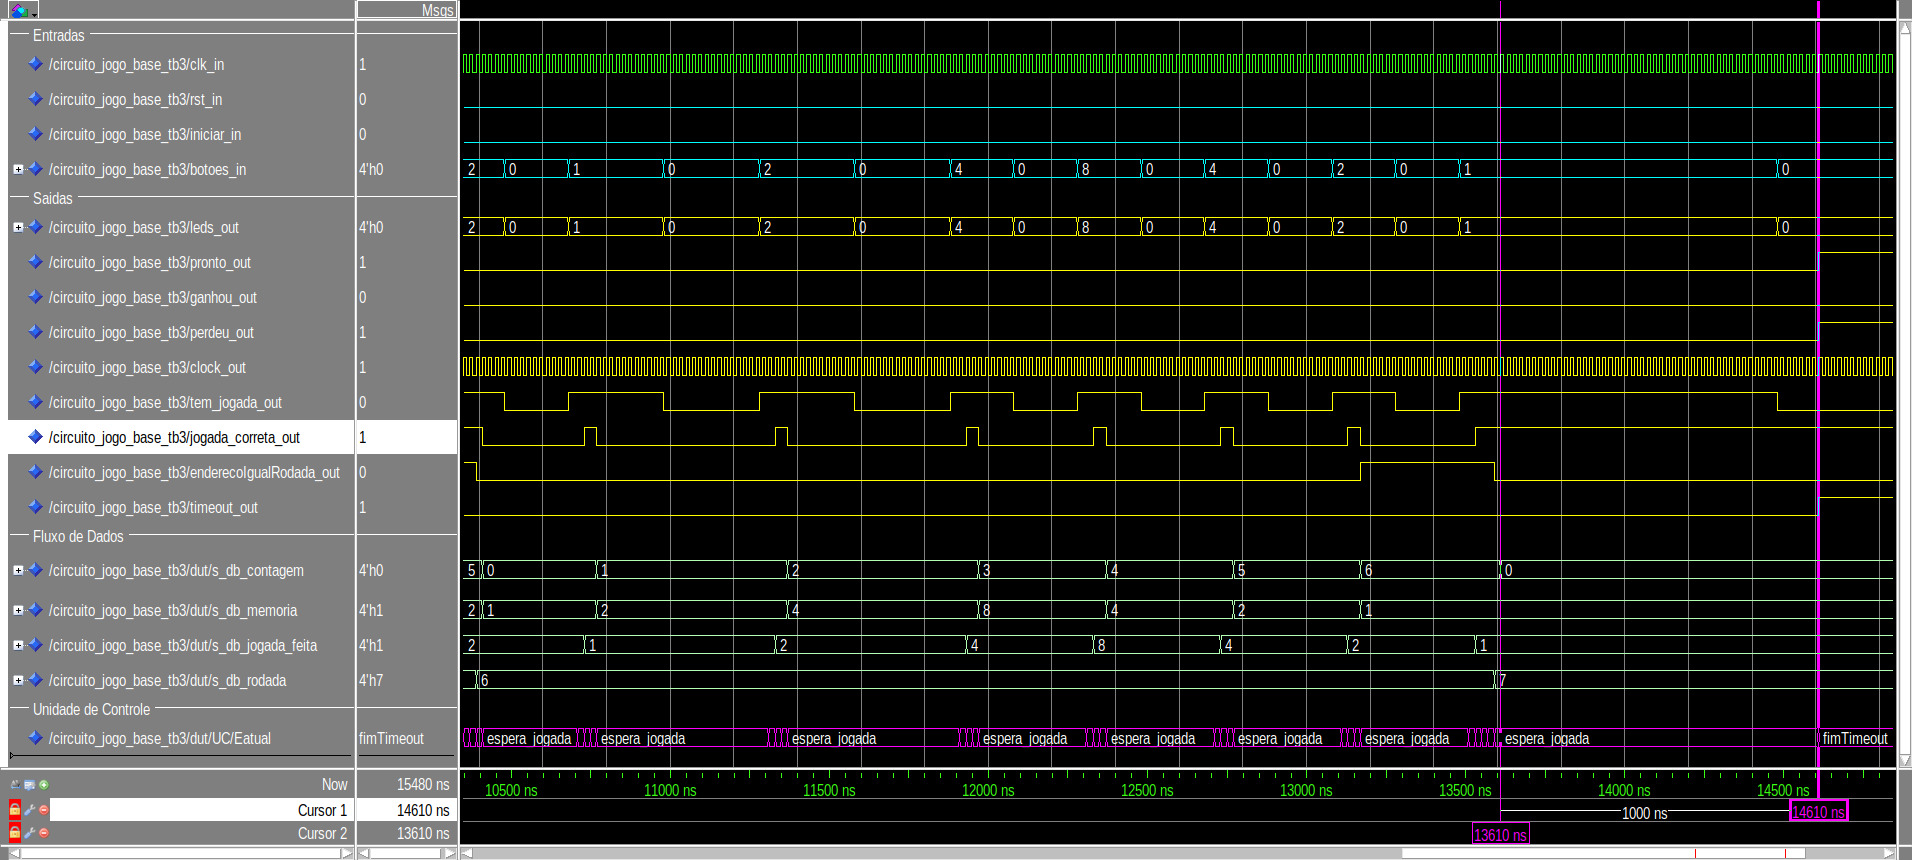 Msgs
Entradas
/circuito_jogo_base_tb3/clk_in 1
/circuito_jogo_base_tb3/rst_in 0
/circuito_jogo_base_tb3/iniciar_in 0
/circuito_jogo_base_tb3/botoes_in 4'h0 2 0 1 0 2 0 4 0 8 0 4 0 2 0 1 0
Saidas
/circuito_jogo_base_tb3/leds_out 4'h0 2 0 1 0 2 0 4 0 8 0 4 0 2 0 1 0
/circuito_jogo_base_tb3/pronto_out 1
/circuito_jogo_base_tb3/ganhou_out 0
/circuito_jogo_base_tb3/perdeu_out 1
/circuito_jogo_base_tb3/clock_out 1
/circuito_jogo_base_tb3/tem_jogada_out 0
/circuito_jogo_base_tb3/jogada_correta_out 1
/circuito_jogo_base_tb3/enderecoIgualRodada_out 0
/circuito_jogo_base_tb3/timeout_out 1
Fluxo de Dados
/circuito_jogo_base_tb3/dut/s_db_contagem 4'h0 5 0 1 2 3 4 5 6 0
/circuito_jogo_base_tb3/dut/s_db_memoria 4'h1 2 1 2 4 8 4 2 1
/circuito_jogo_base_tb3/dut/s_db_jogada_feita 4'h1 2 1 2 4 8 4 2 1
/circuito_jogo_base_tb3/dut/s_db_rodada 4'h7 6 7
Unidade de Controle
/circuito_jogo_base_tb3/dut/UC/Eatual fimTimeout espera_jogada espera_jogada espera_jogada espera_jogada espera_jogada espera_jogada espera_jogada espera_jogada fimTimeout
Now 15480 ns 10500 ns 11000 ns 11500 ns 12000 ns 12500 ns 13000 ns 13500 ns 14000 ns 14500 ns
Cursor 1 14610 ns 1000 ns 14610 ns
Cursor 2 13610 ns 13610 ns